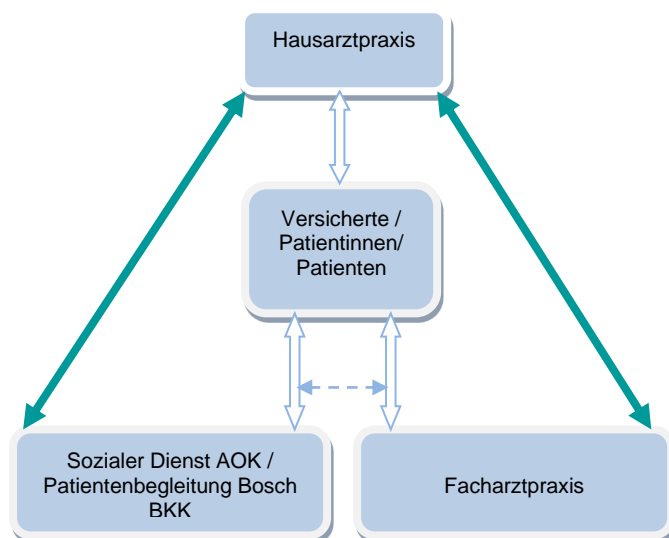 Hausarztpraxis
Versicherte /
Patientinnen/
Patienten
Sozialer Dienst AOK /
Patientenbegleitung Bosch
BKK
Facharztpraxis